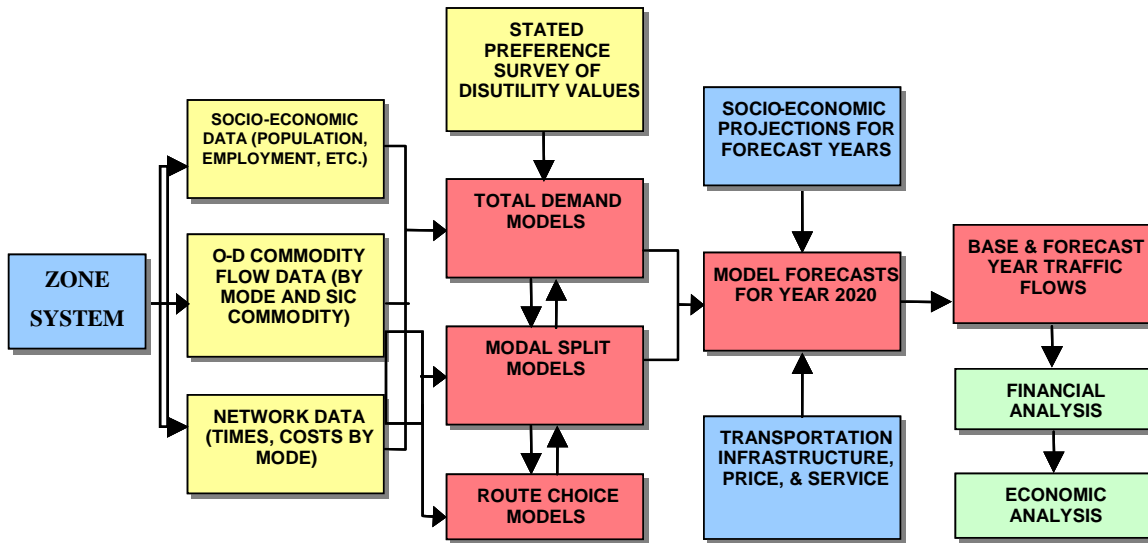 STATED
PREFERENCE
SURVEY OF
DISUTILITY VALUES
SOCIO-ECONOMIC
DATA (POPULATION,
EMPLOYMENT, ETC.)
SOCIO-ECONOMIC
PROJECTIONS FOR
FORECAST YEARS
TOTAL DEMAND
MODELS
ZONE
SYSTEM
O-D COMMODITY
FLOW DATA (BY
MODE AND SIC
COMMODITY)
MODEL FORECASTS
FOR YEAR 2020
BASE & FORECAST
YEAR TRAFFIC
FLOWS
MODAL SPLIT
MODELS
FINANCIAL
ANALYSIS
NETWORK DATA
(TIMES, COSTS BY
MODE)
TRANSPORTATION
INFRASTRUCTURE,
PRICE, & SERVICE
ROUTE CHOICE
MODELS
ECONOMIC
ANALYSIS